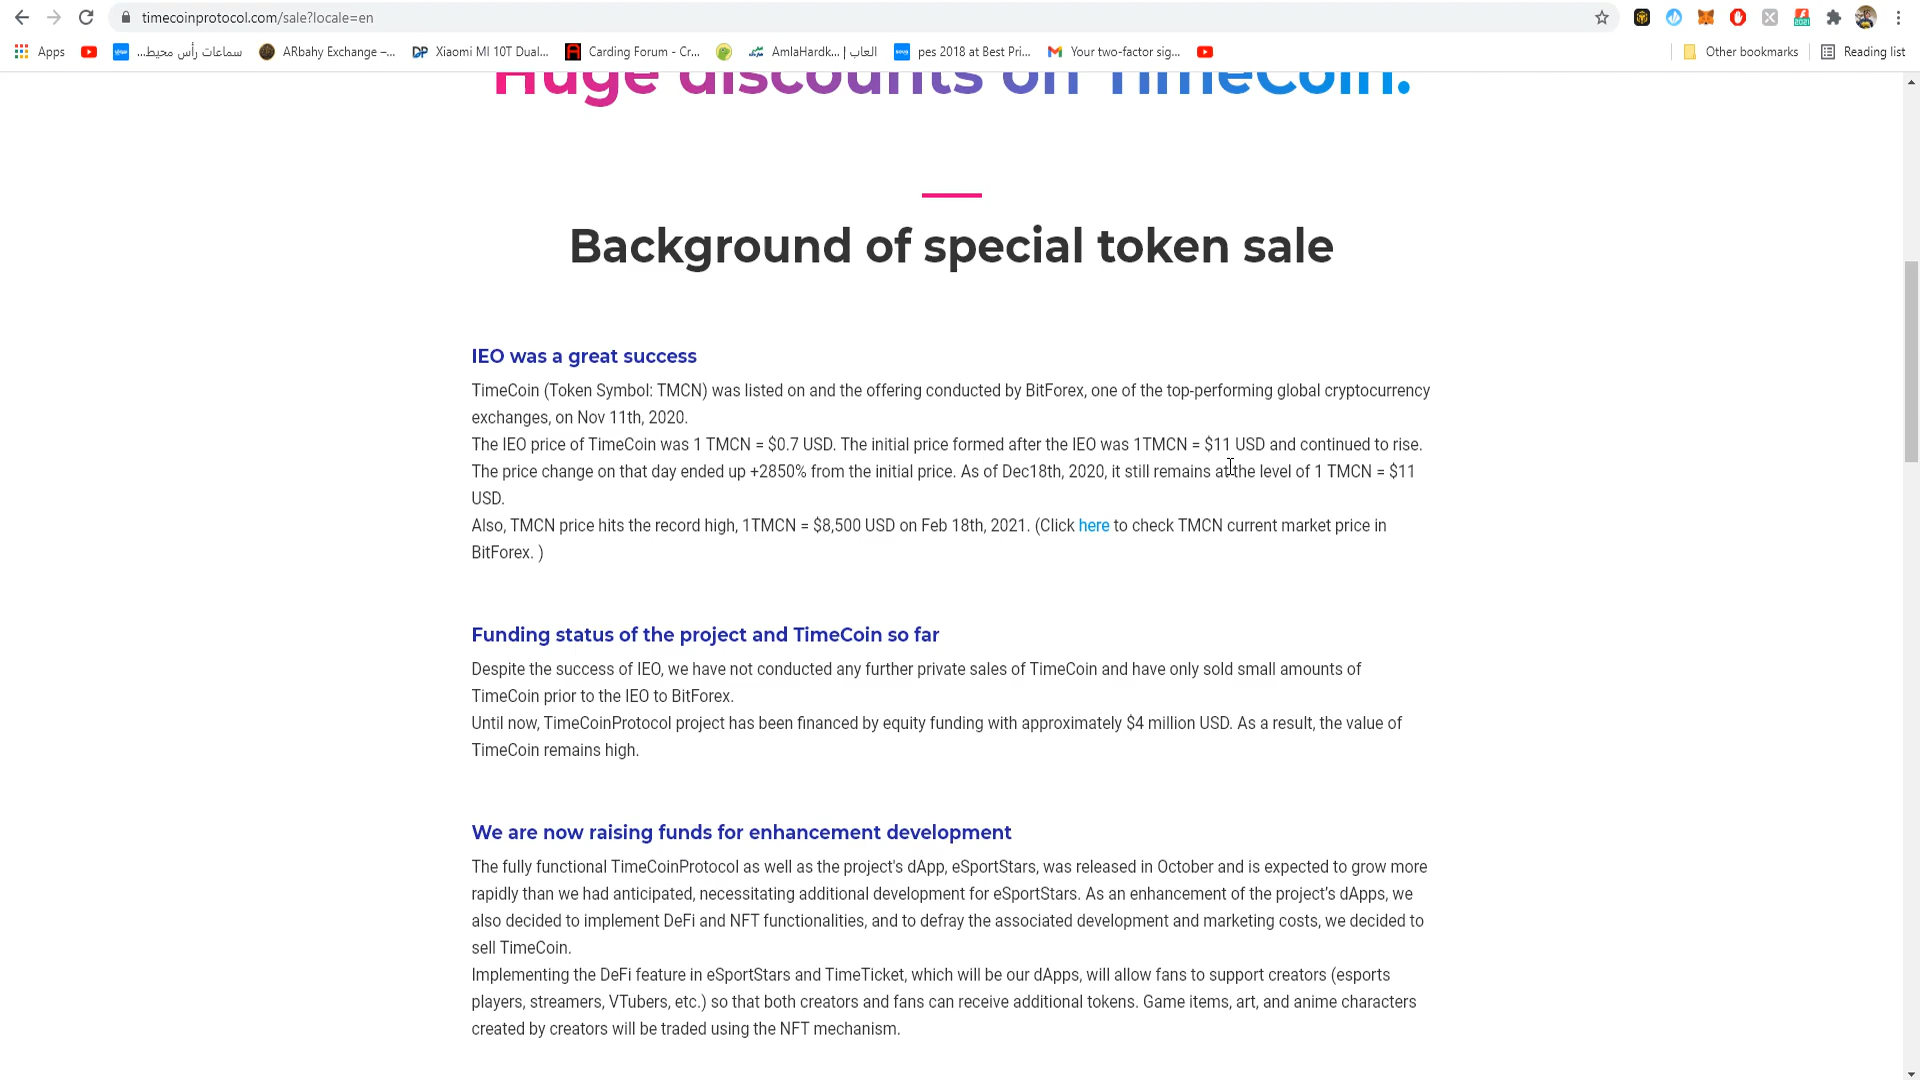 timecoinprotocol.com/sale?locale=en
Apps
سماعات رأس محيط...
ARbahy Exchange –...
Xiaomi MI 10T Dual...
Carding Forum - Cr...
AmlaHardk... | العاب
pes 2018 at Best Pri...
Your two-factor sig...
Other bookmarks
Reading list
Huge discounts on TimeCoin.
Background of special token sale
IEO was a great success
TimeCoin (Token Symbol: TMCN) was listed on and the offering conducted by BitForex, one of the top-performing global cryptocurrency
exchanges, on Nov 11th, 2020.
The IEO price of TimeCoin was 1 TMCN = $0.7 USD. The initial price formed after the IEO was 1TMCN = $11 USD and continued to rise.
The price change on that day ended up +2850% from the initial price. As of Dec18th, 2020, it still remains at the level of 1 TMCN = $11
USD.
Also, TMCN price hits the record high, 1TMCN = $8,500 USD on Feb 18th, 2021. (Click here to check TMCN current market price in
BitForex. )
Funding status of the project and TimeCoin so far
Despite the success of IEO, we have not conducted any further private sales of TimeCoin and have only sold small amounts of
TimeCoin prior to the IEO to BitForex.
Until now, TimeCoinProtocol project has been financed by equity funding with approximately $4 million USD. As a result, the value of
TimeCoin remains high.
We are now raising funds for enhancement development
The fully functional TimeCoinProtocol as well as the project's dApp, eSportStars, was released in October and is expected to grow more
rapidly than we had anticipated, necessitating additional development for eSportStars. As an enhancement of the project's dApps, we
also decided to implement DeFi and NFT functionalities, and to defray the associated development and marketing costs, we decided to
sell TimeCoin.
Implementing the DeFi feature in eSportStars and TimeTicket, which will be our dApps, will allow fans to support creators (esports
players, streamers, VTubers, etc.) so that both creators and fans can receive additional tokens. Game items, art, and anime characters
created by creators will be traded using the NFT mechanism.